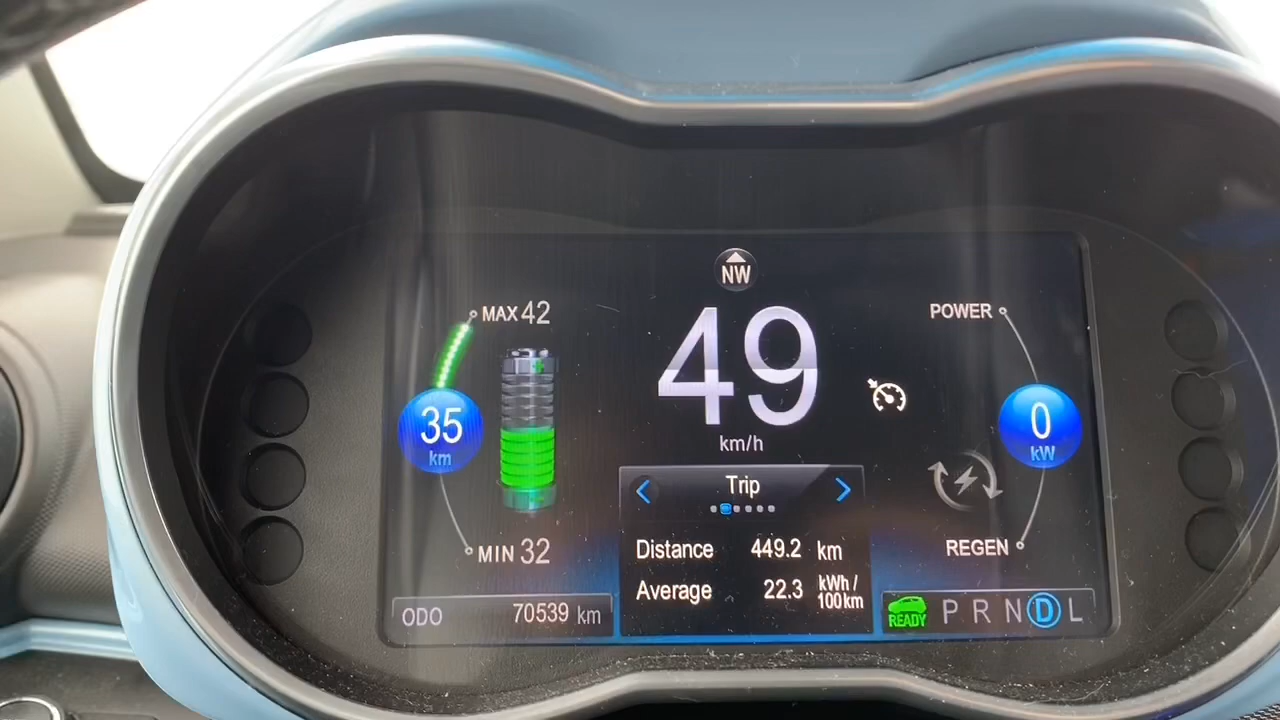 NW
MAX 42
49
km/h
POWER
35
km
0
kW
MIN 32
REGEN
Trip
Distance 449.2 km
Average 22.3 kWh / 100km
ODO 70539 km
READY P R N D L